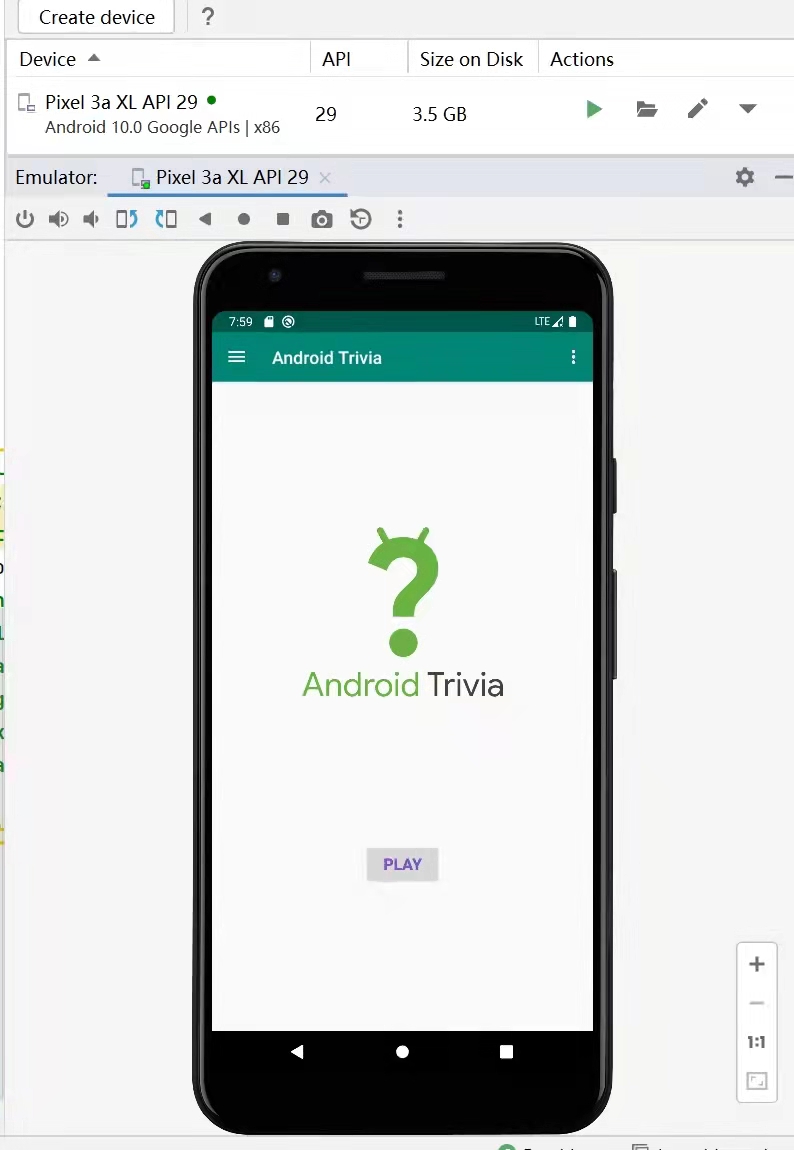 Create device ?
Device API Size on Disk Actions
Pixel 3a XL API 29 29 3.5 GB
Android 10.0 Google APIs | x86
Emulator: Pixel 3a XL API 29
7:59 LTE
Android Trivia
Android Trivia
PLAY
1:1